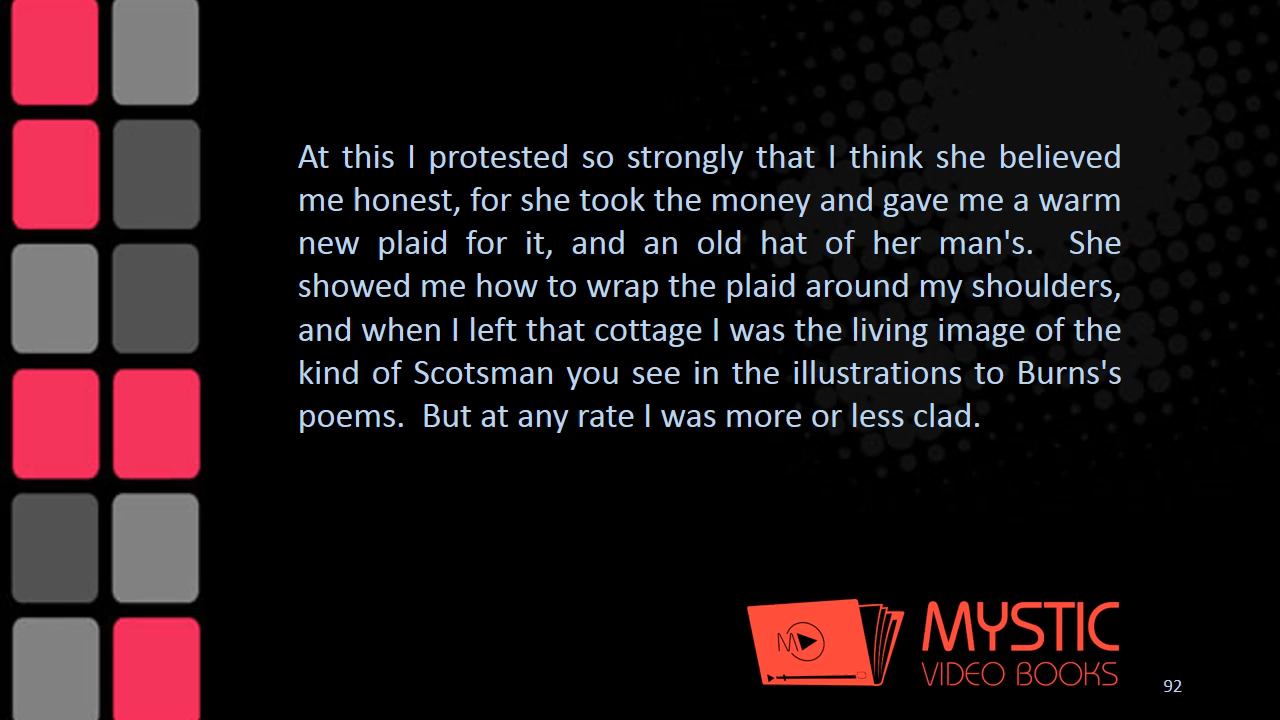 At this I protested so strongly that I think she believed
me honest, for she took the money and gave me a warm
new plaid for it, and an old hat of her man's.  She
showed me how to wrap the plaid around my shoulders,
and when I left that cottage I was the living image of the
kind of Scotsman you see in the illustrations to Burns's
poems.  But at any rate I was more or less clad.
M
MYSTIC
VIDEO BOOKS
92